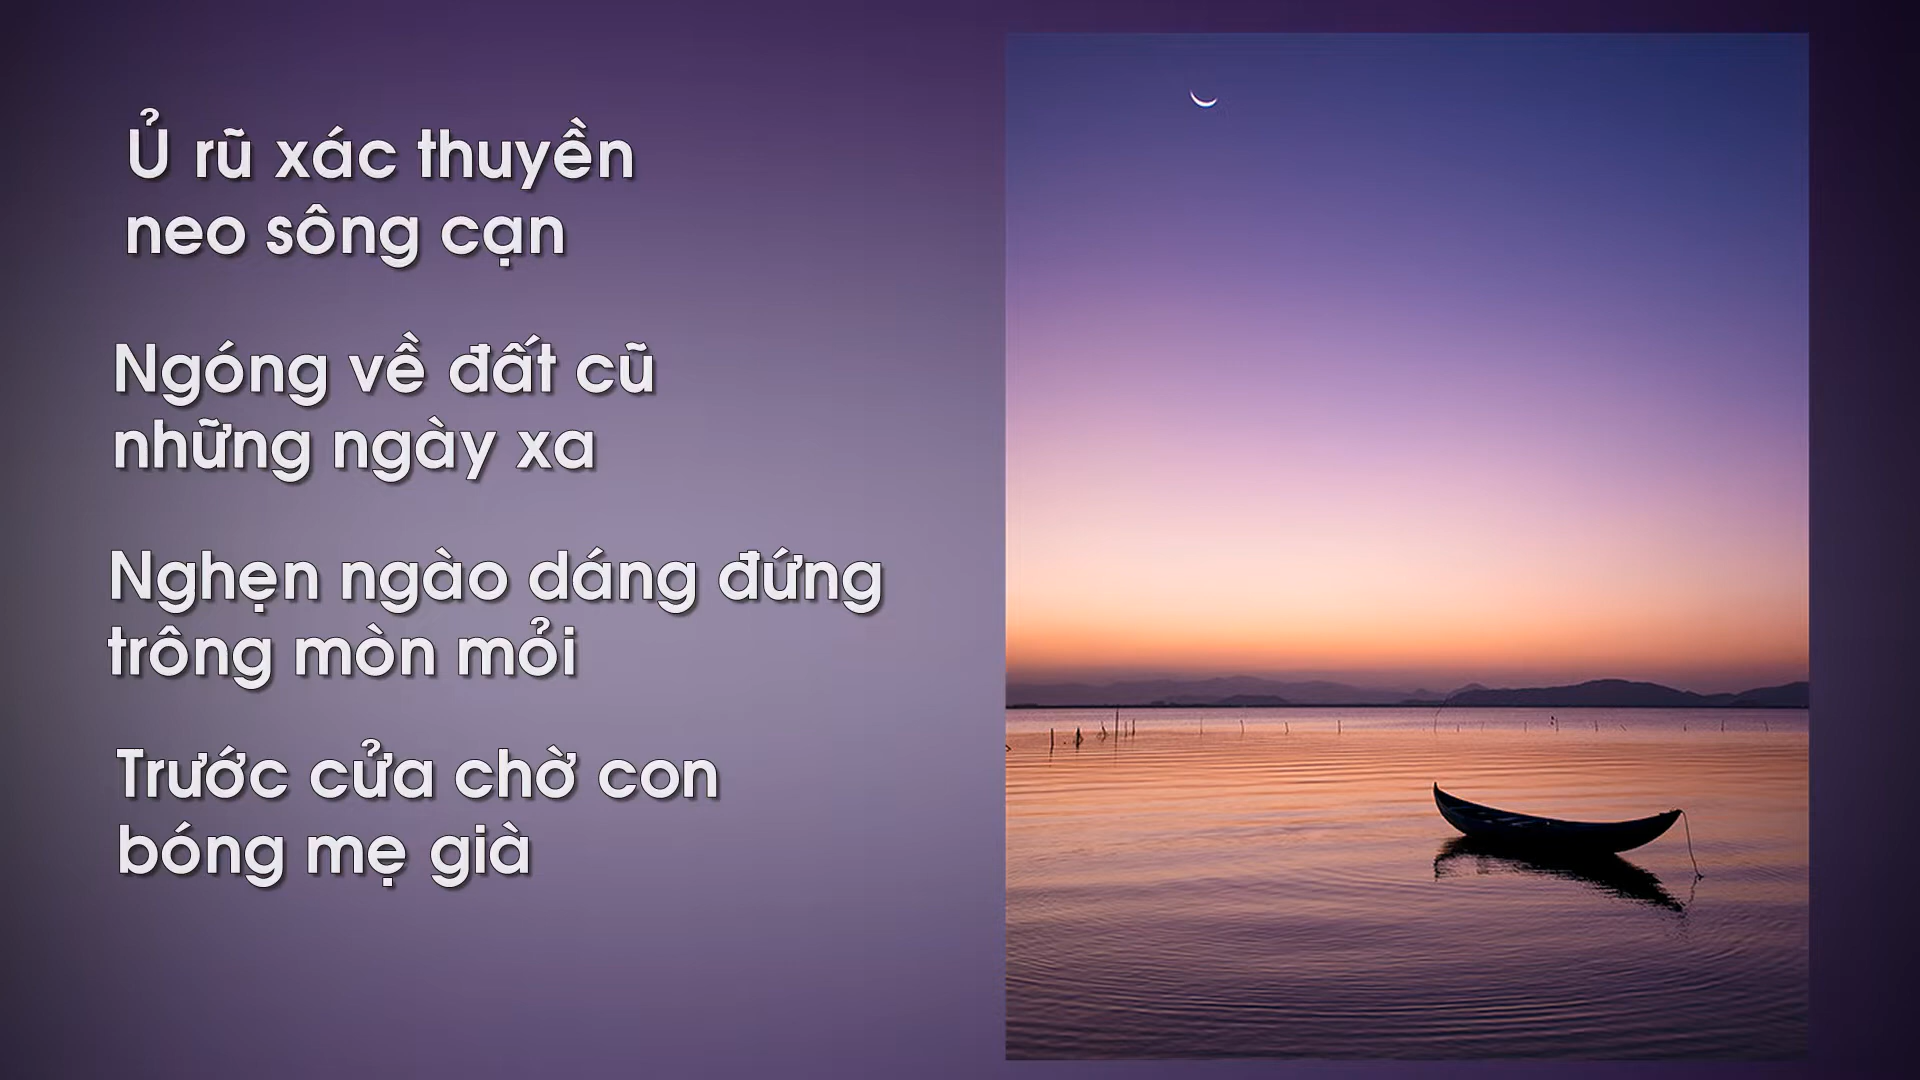 Ủ rũ xác thuyền
neo sông cạn
Ngóng về đất cũ
những ngày xa
Nghẹn ngào dáng đứng
trông mòn mỏi
Trước cửa chờ con
bóng mẹ già